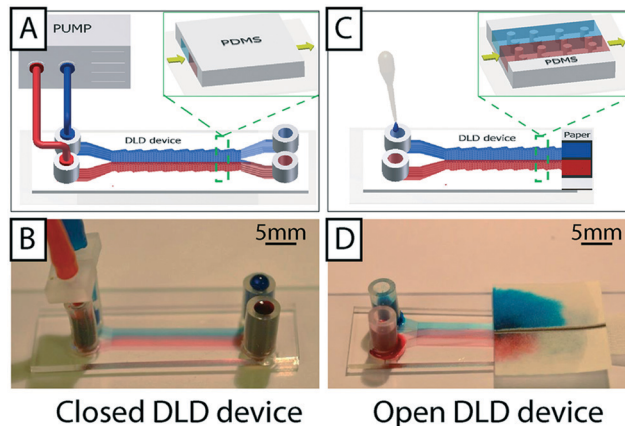 A
PUMP
PDMS
DLD device
C
PDMS
DLD device
Paper
B
5mm
D
5mm
Closed DLD device
Open DLD device